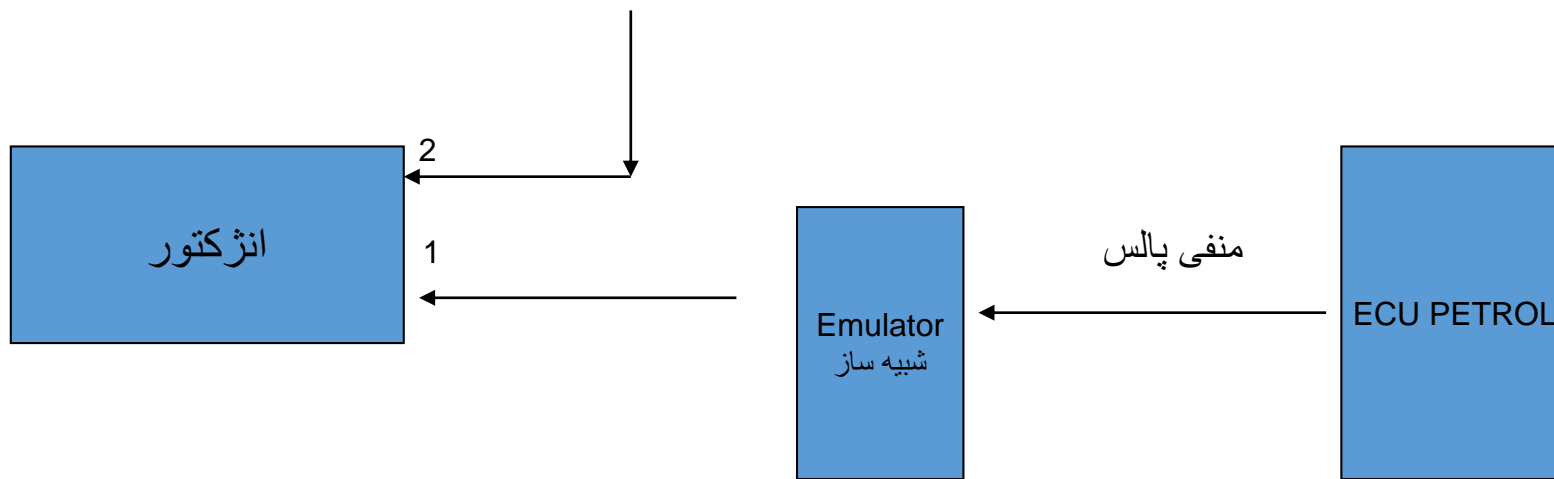 2
انژکتور
1
منفی پالس
Emulator
شبیه ساز
ECU PETROL